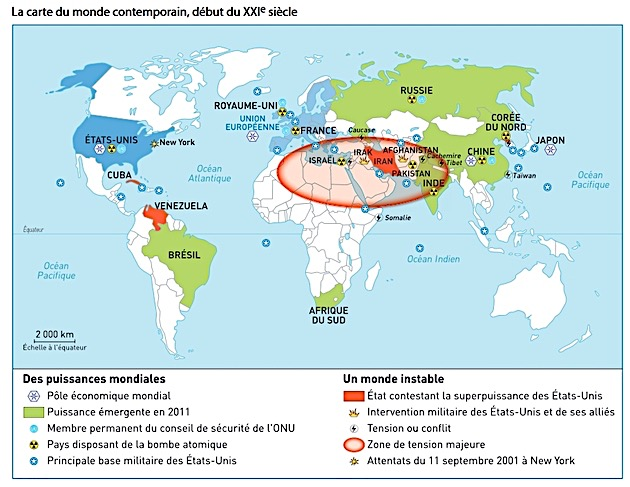 La carte du monde contemporain, début du XXIe siècle
RUSSIE
ROYAUME-UNI
UNION
EUROPÉENNE
FRANCE
CORÉE
DU NORD
JAPON
ÉTATS-UNIS
New York
Caucase
IRAK
AFGHANISTAN
CHINE
ISRAËL
IRAN
Cachemire
Tibet
CUBA
Océan
Atlantique
PAKISTAN
Taïwan
Océan
Pacifique
INDE
VENEZUELA
Somalie
Équateur
BRÉSIL
Océan
Pacifique
Océan Indien
AFRIQUE
DU SUD
2 000 km
Échelle à l'équateur
Des puissances mondiales
Pôle économique mondial
Puissance émergente en 2011
Membre permanent du conseil de sécurité de l'ONU
Pays disposant de la bombe atomique
Principale base militaire des États-Unis
Un monde instable
État contestant la superpuissance des États-Unis
Intervention militaire des États-Unis et de ses alliés
Tension ou conflit
Zone de tension majeure
Attentats du 11 septembre 2001 à New York